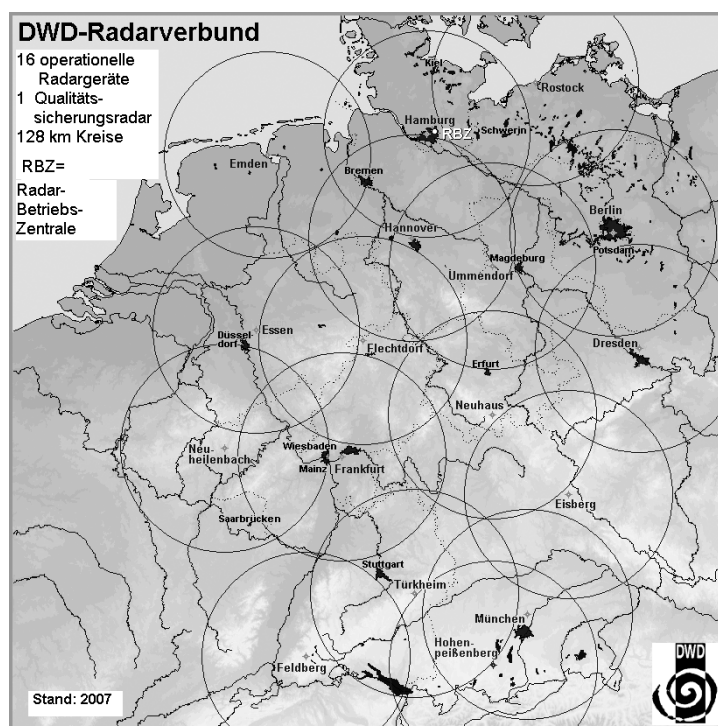 DWD-Radarverbund
16 operationelle
Radargeräte
1 Qualitäts-
sicherungsradar
128 km Kreise
RBZ=
Radar-
Betriebs-
Zentrale
Kiel
Rostock
Hamburg
RBZ
Schwerin
Emden
Bremen
Berlin
Hannover
Potsdam
Magdeburg
Ummendorf
Essen
Düssel-
dorf
Flechtdorf
Dresden
Erfurt
Neuhaus
Neu-
heilenbach
Wiesbaden
Mainz
Frankfurt
Eisberg
Saarbrücken
Stuttgart
Türkheim
München
Hohen-
peißenberg
Feldberg
Stand: 2007
DWD